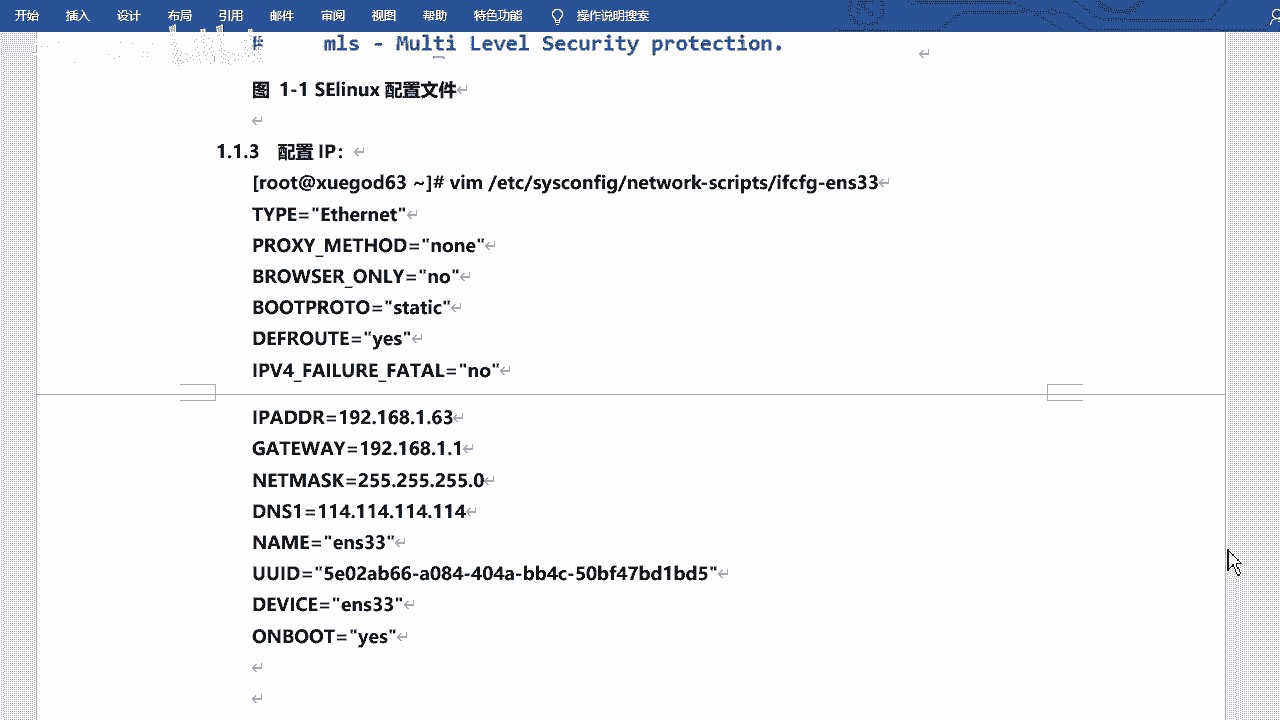 开始 插入 设计 布局 引用 邮件 审阅 视图 帮助 特色功能 操作说明搜索
# mls - Multi Level Security protection.
图 1-1 SElinux 配置文件
1.1.3 配置 IP：
[root@xuegod63 ~]# vim /etc/sysconfig/network-scripts/ifcfg-ens33
TYPE="Ethernet"
PROXY_METHOD="none"
BROWSER_ONLY="no"
BOOTPROTO="static"
DEFROUTE="yes"
IPV4_FAILURE_FATAL="no"
IPADDR=192.168.1.63
GATEWAY=192.168.1.1
NETMASK=255.255.255.0
DNS1=114.114.114.114
NAME="ens33"
UUID="5e02ab66-a084-404a-bb4c-50bf47bd1bd5"
DEVICE="ens33"
ONBOOT="yes"